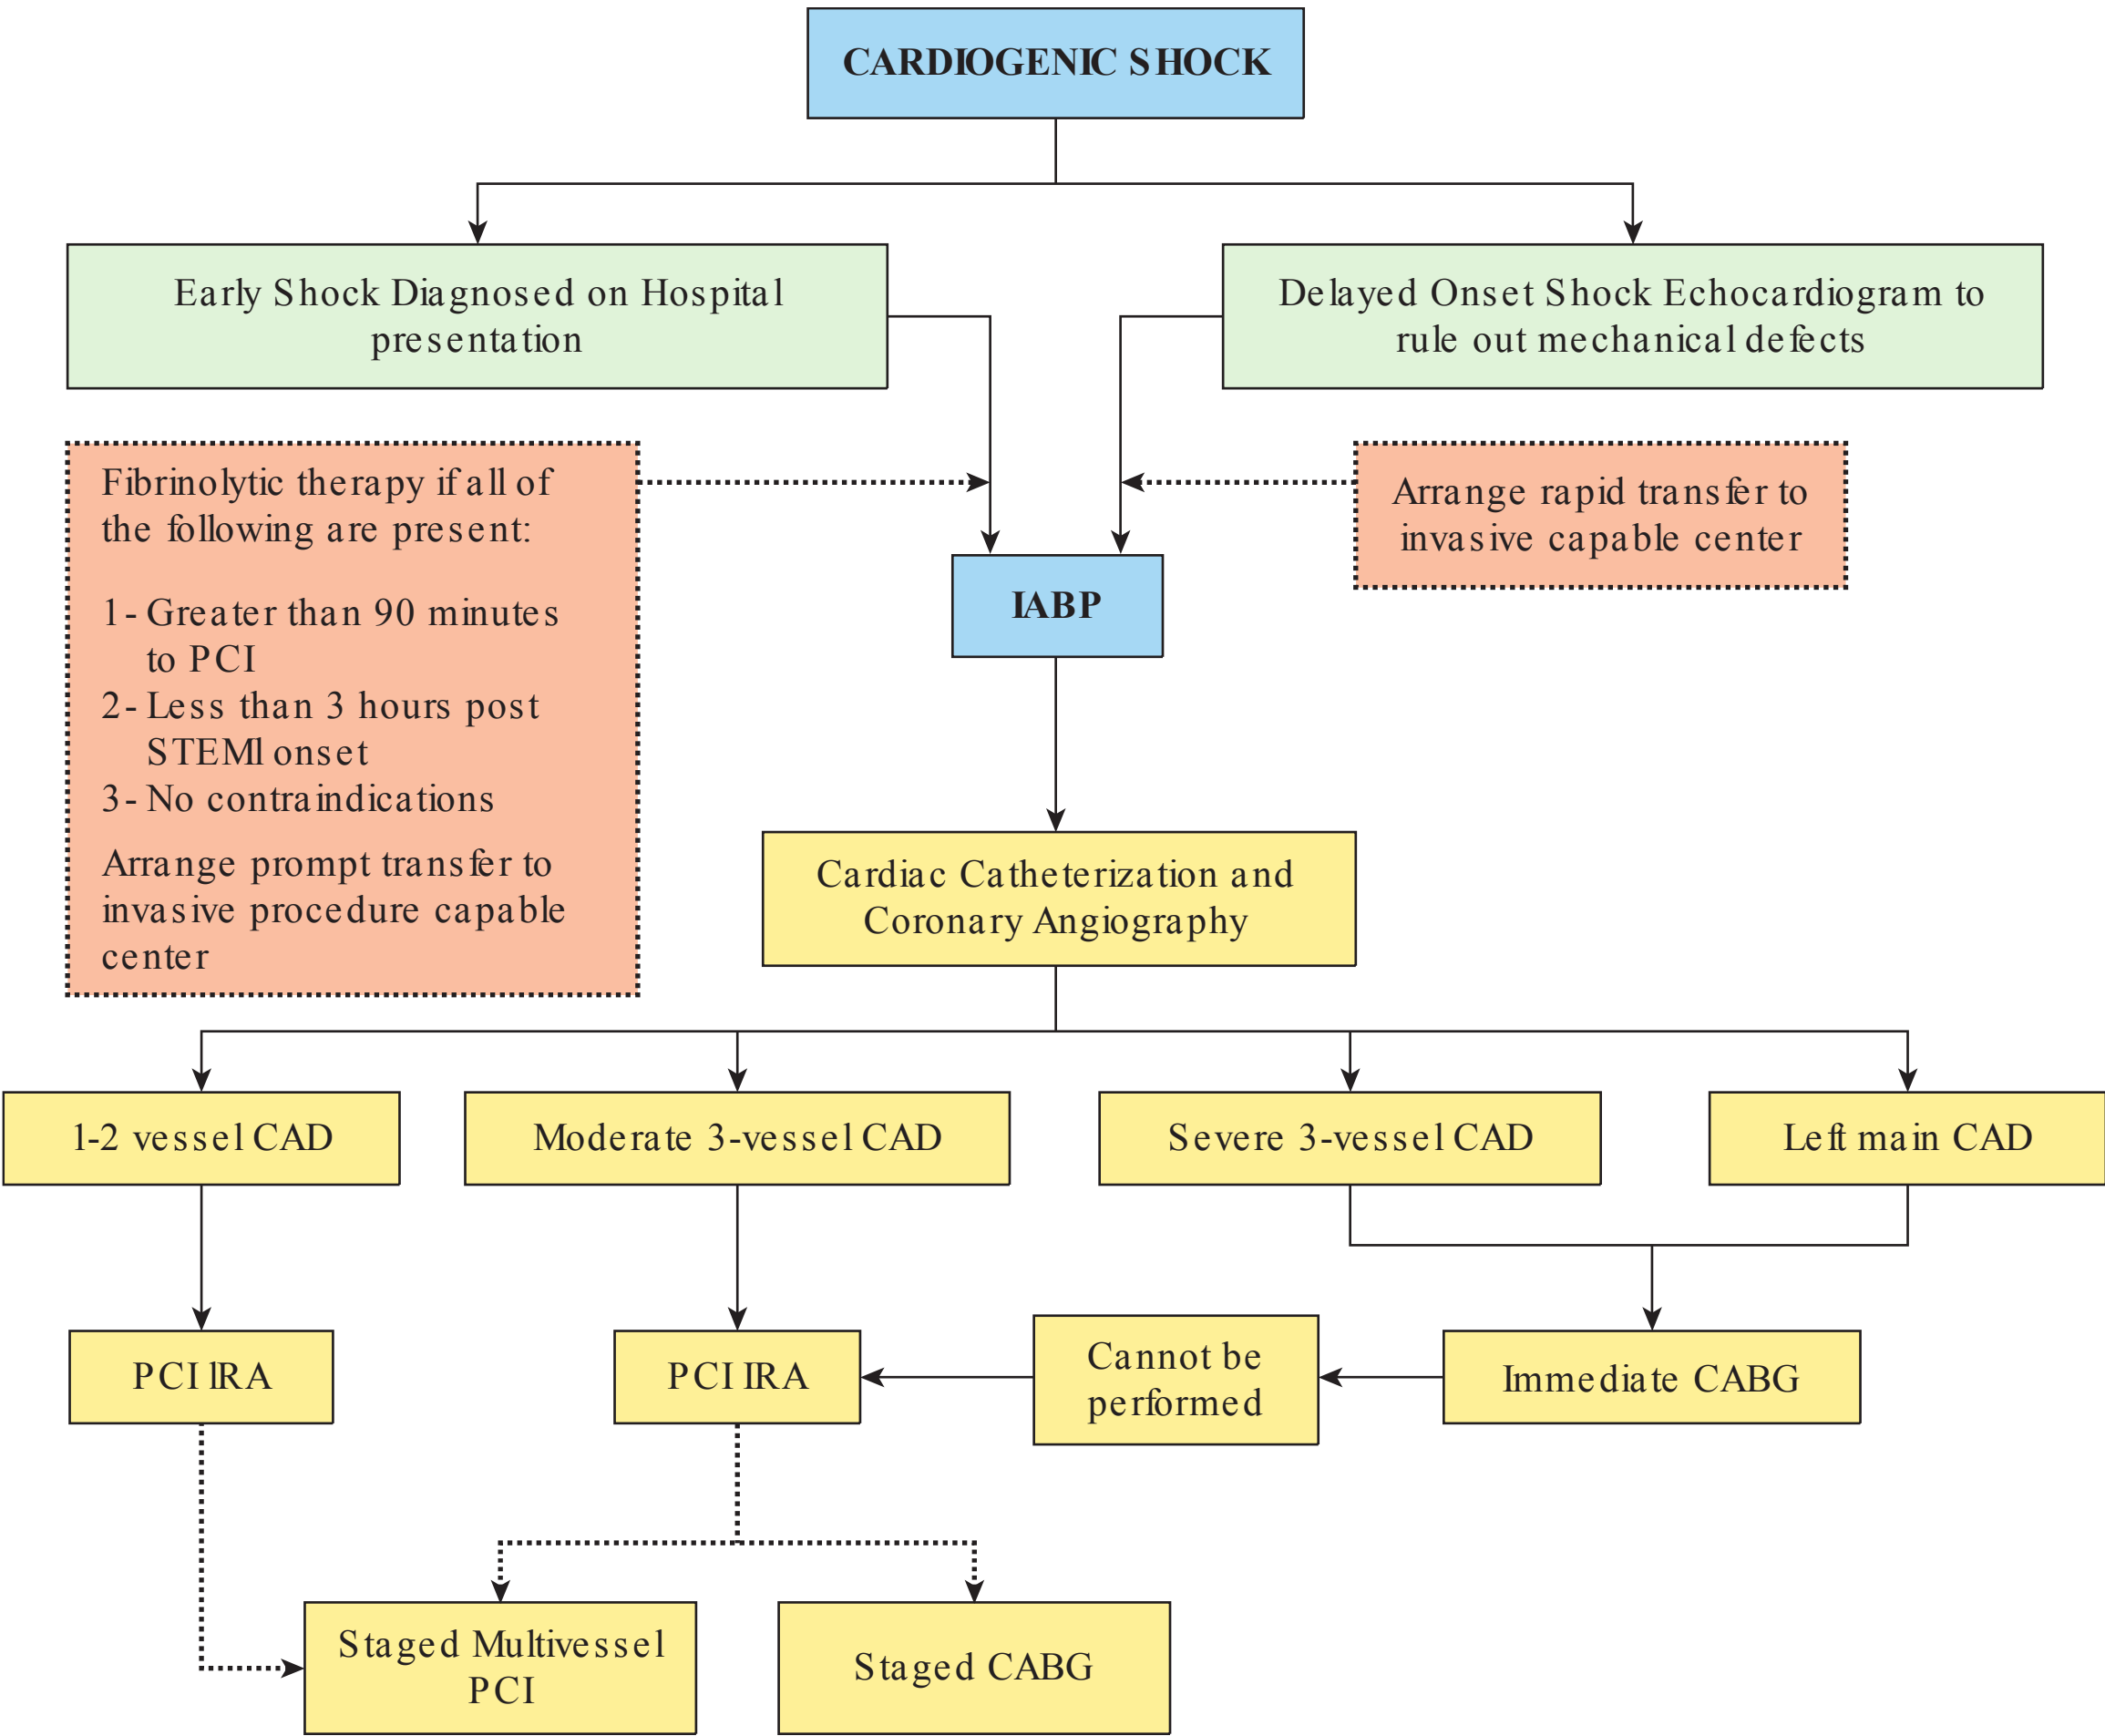 CARDIOGENIC SHOCK
Early Shock Diagnosed on Hospital
presentation
Delayed Onset Shock Echocardiogram to
rule out mechanical defects
Fibrinolytic therapy if all of
the following are present:
1- Greater than 90 minutes
to PCI
2- Less than 3 hours post
STEMl onset
3- No contraindications
Arrange prompt transfer to
invasive procedure capable
center
Arrange rapid transfer to
invasive capable center
IABP
Cardiac Catheterization and
Coronary Angiography
1-2 vessel CAD
Moderate 3-vessel CAD
Severe 3-vessel CAD
Left main CAD
PCI lRA
PCI IRA
Cannot be
performed
Immediate CABG
Staged Multivessel
PCI
Staged CABG